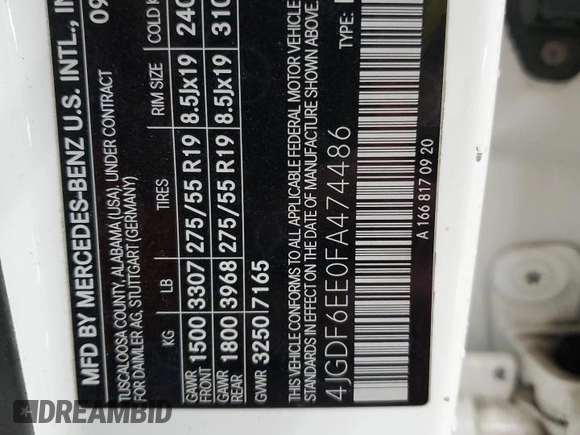 MFD BY MERCEDES-BENZ U.S. INTL., IN
TUSCALOOSA COUNTY, ALABAMA (USA), UNDER CONTRACT
FOR DAIMLER AG, STUTTGART (GERMANY)
09
KG LB TIRES RIM SIZE COLD
GAWR FRONT 1500 3307 275/55 R19 8.5Jx19 240
GAWR REAR 1800 3968 275/55 R19 8.5Jx19 310
GVWR 3250 7165
THIS VEHICLE CONFORMS TO ALL APPLICABLE FEDERAL MOTOR VEHICLE
STANDARDS IN EFFECT ON THE DATE OF MANUFACTURE SHOWN ABOVE.
4JGDF6EE0FA474486
TYPE:
A 166 817 09 20
4DREAMBID